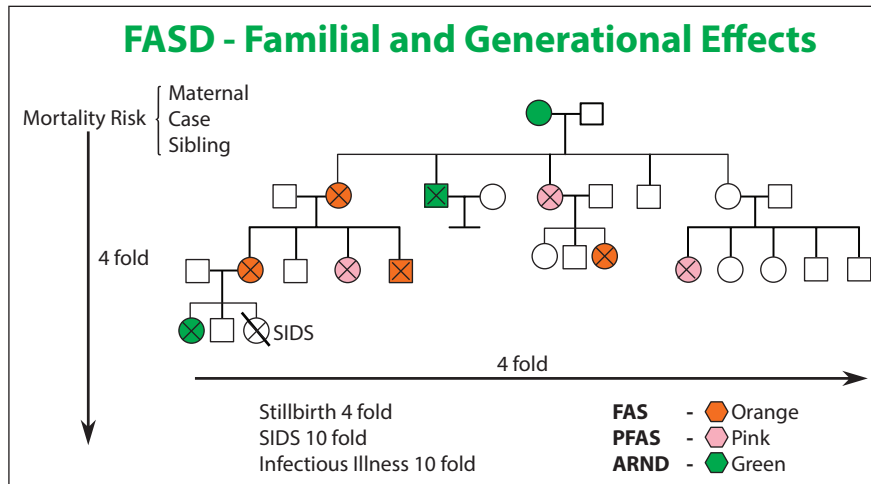 FASD - Familial and Generational Effects
Mortality Risk
Maternal
Case
Sibling
4 fold
SIDS
4 fold
Stillbirth 4 fold
SIDS 10 fold
Infectious Illness 10 fold
FAS - Orange
PFAS - Pink
ARND - Green